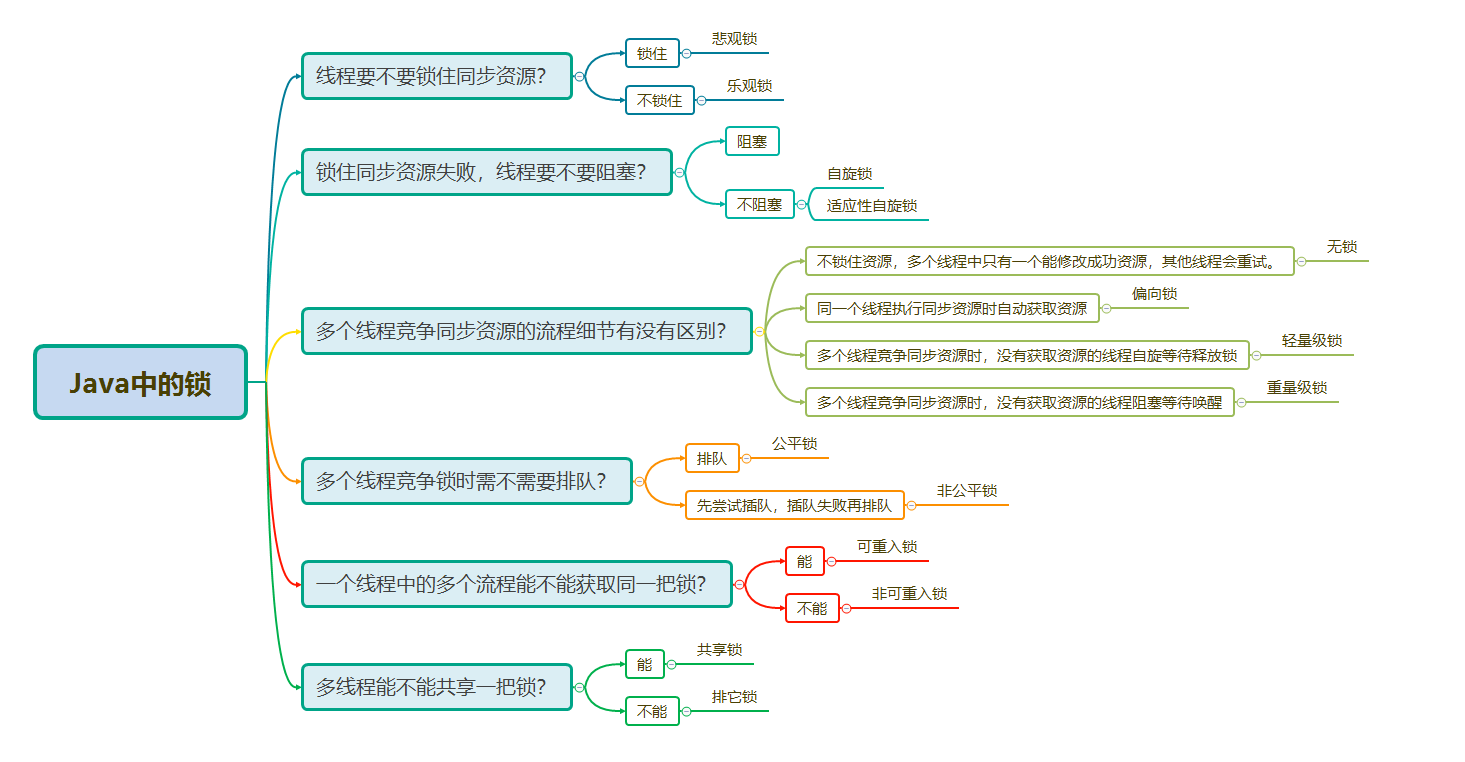 Java中的锁
线程要不要锁住同步资源？
锁住
悲观锁
不锁住
乐观锁
锁住同步资源失败，线程要不要阻塞？
阻塞
不阻塞
自旋锁
适应性自旋锁
多个线程竞争同步资源的流程细节有没有区别？
不锁住资源，多个线程中只有一个能修改成功资源，其他线程会重试。
无锁
同一个线程执行同步资源时自动获取资源
偏向锁
多个线程竞争同步资源时，没有获取资源的线程自旋等待释放锁
轻量级锁
多个线程竞争同步资源时，没有获取资源的线程阻塞等待唤醒
重量级锁
多个线程竞争锁时需不需要排队？
排队
公平锁
先尝试插队，插队失败再排队
非公平锁
一个线程中的多个流程能不能获取同一把锁？
能
可重入锁
不能
非可重入锁
多线程能不能共享一把锁？
能
共享锁
不能
排它锁